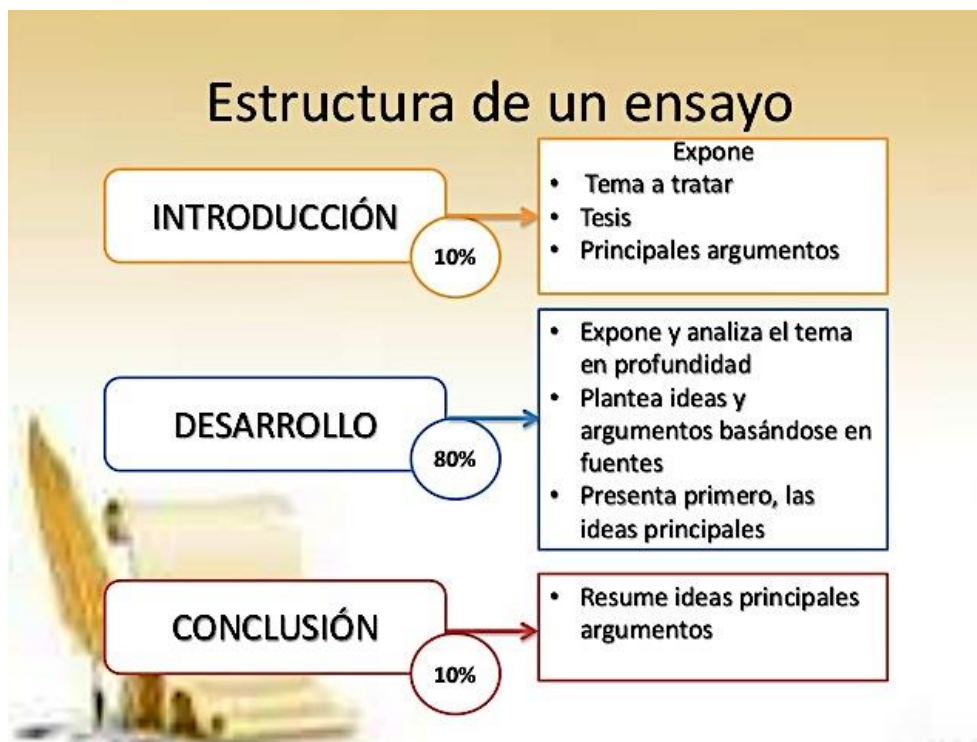 Estructura de un ensayo
INTRODUCCIÓN
10%
Expone
• Tema a tratar
• Tesis
• Principales argumentos
DESARROLLO
80%
• Expone y analiza el tema
en profundidad
• Plantea ideas y
argumentos basándose en
fuentes
• Presenta primero, las
ideas principales
CONCLUSIÓN
10%
• Resume ideas principales
argumentos